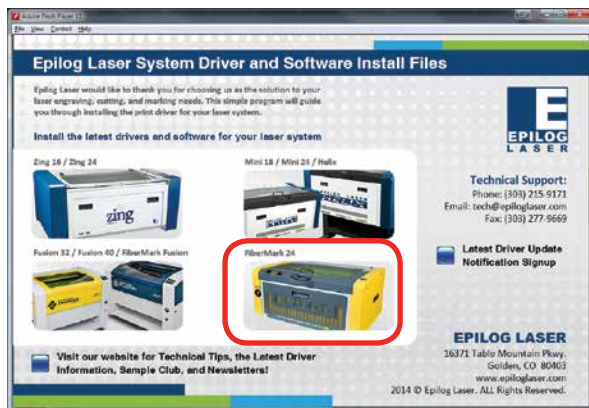 Adobe Flash Player 11
File View Control Help
Epilog Laser System Driver and Software Install Files
Epilog Laser would like to thank you for choosing us as the solution to your
laser engraving, cutting, and marking needs. This simple program will guide
you through installing the print driver for your laser system.
Install the latest drivers and software for your laser system
Zing 16 / Zing 24
Mini 18 / Mini 24 / Helix
zing
Fusion 32 / Fusion 40 / FiberMark Fusion
FiberMark 24
Visit our website for Technical Tips, the Latest Driver
Information, Sample Club, and Newsletters!
EPILOG
LASER
Technical Support:
Phone: (303) 215-9171
Email: tech@epiloglaser.com
Fax: (303) 277-9669
Latest Driver Update
Notification Signup
EPILOG LASER
16371 Table Mountain Pkwy.
Golden, CO 80403
www.epiloglaser.com
2014 © Epilog Laser. ALL Rights Reserved.